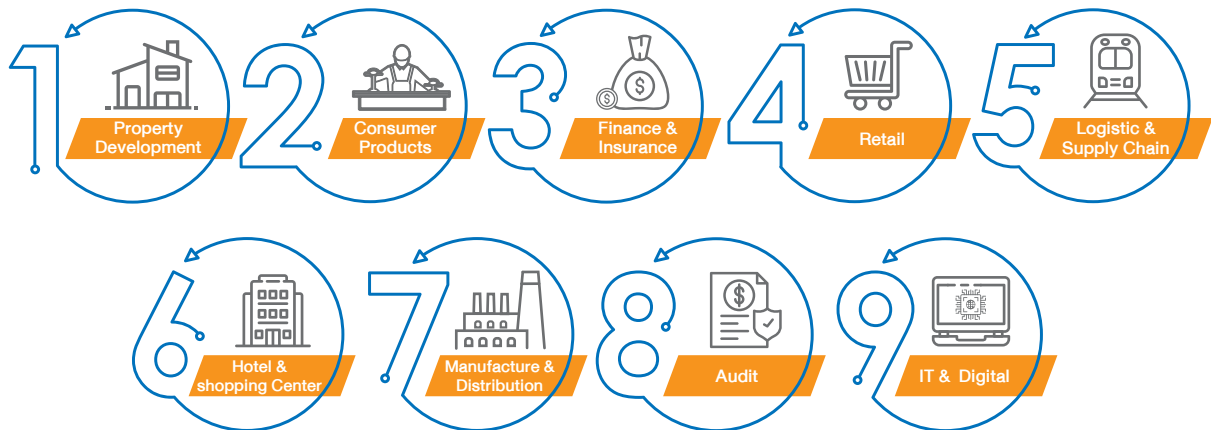 1
Property
Development
2
Consumer
Products
3
$
$
Finance &
Insurance
4
Retail
5
Logistic &
Supply Chain
6
Hotel &
shopping Center
7
Manufacture &
Distribution
8
$
Audit
9
IT & Digital